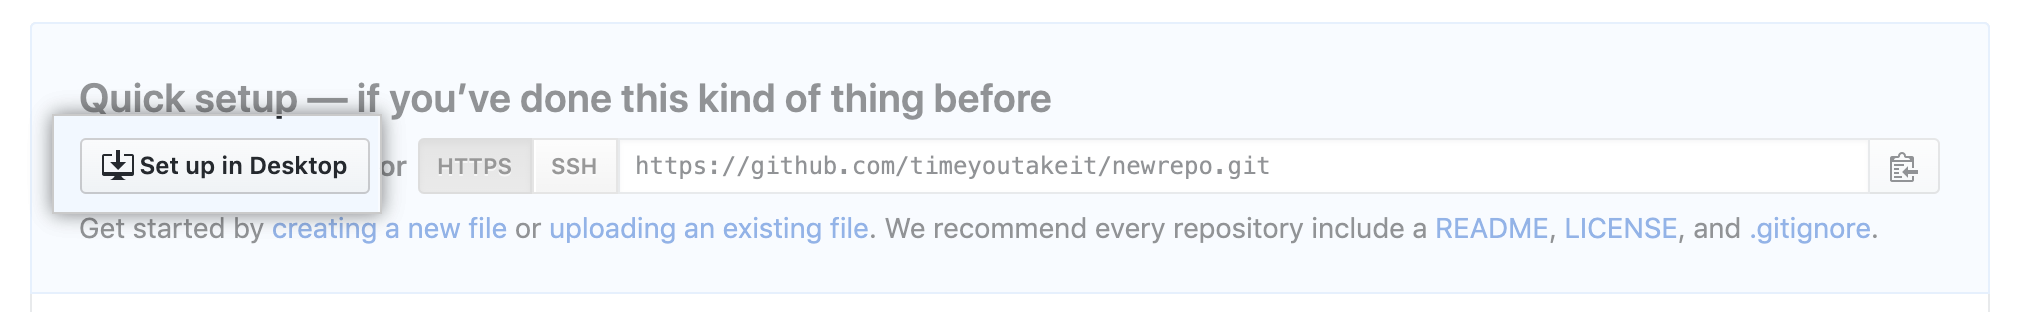 Quick setup — if you’ve done this kind of thing before
Set up in Desktop or HTTPS SSH https://github.com/timeyoutakeit/newrepo.git
Get started by creating a new file or uploading an existing file. We recommend every repository include a README, LICENSE, and .gitignore.